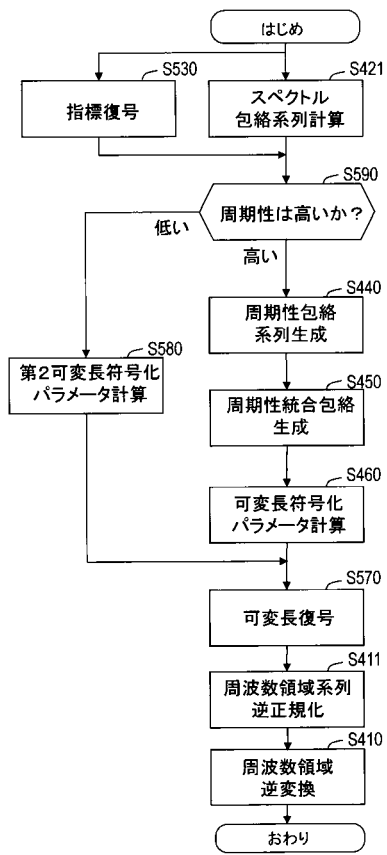 はじめ
S530
指標復号
S421
スペクトル
包絡系列計算
S590
周期性は高いか？
低い
高い
S440
周期性包絡
系列生成
S580
第2可変長符号化
パラメータ計算
S450
周期性統合包絡
生成
S460
可変長符号化
パラメータ計算
S570
可変長復号
S411
周波数領域系列
逆正規化
S410
周波数領域
逆変換
おわり